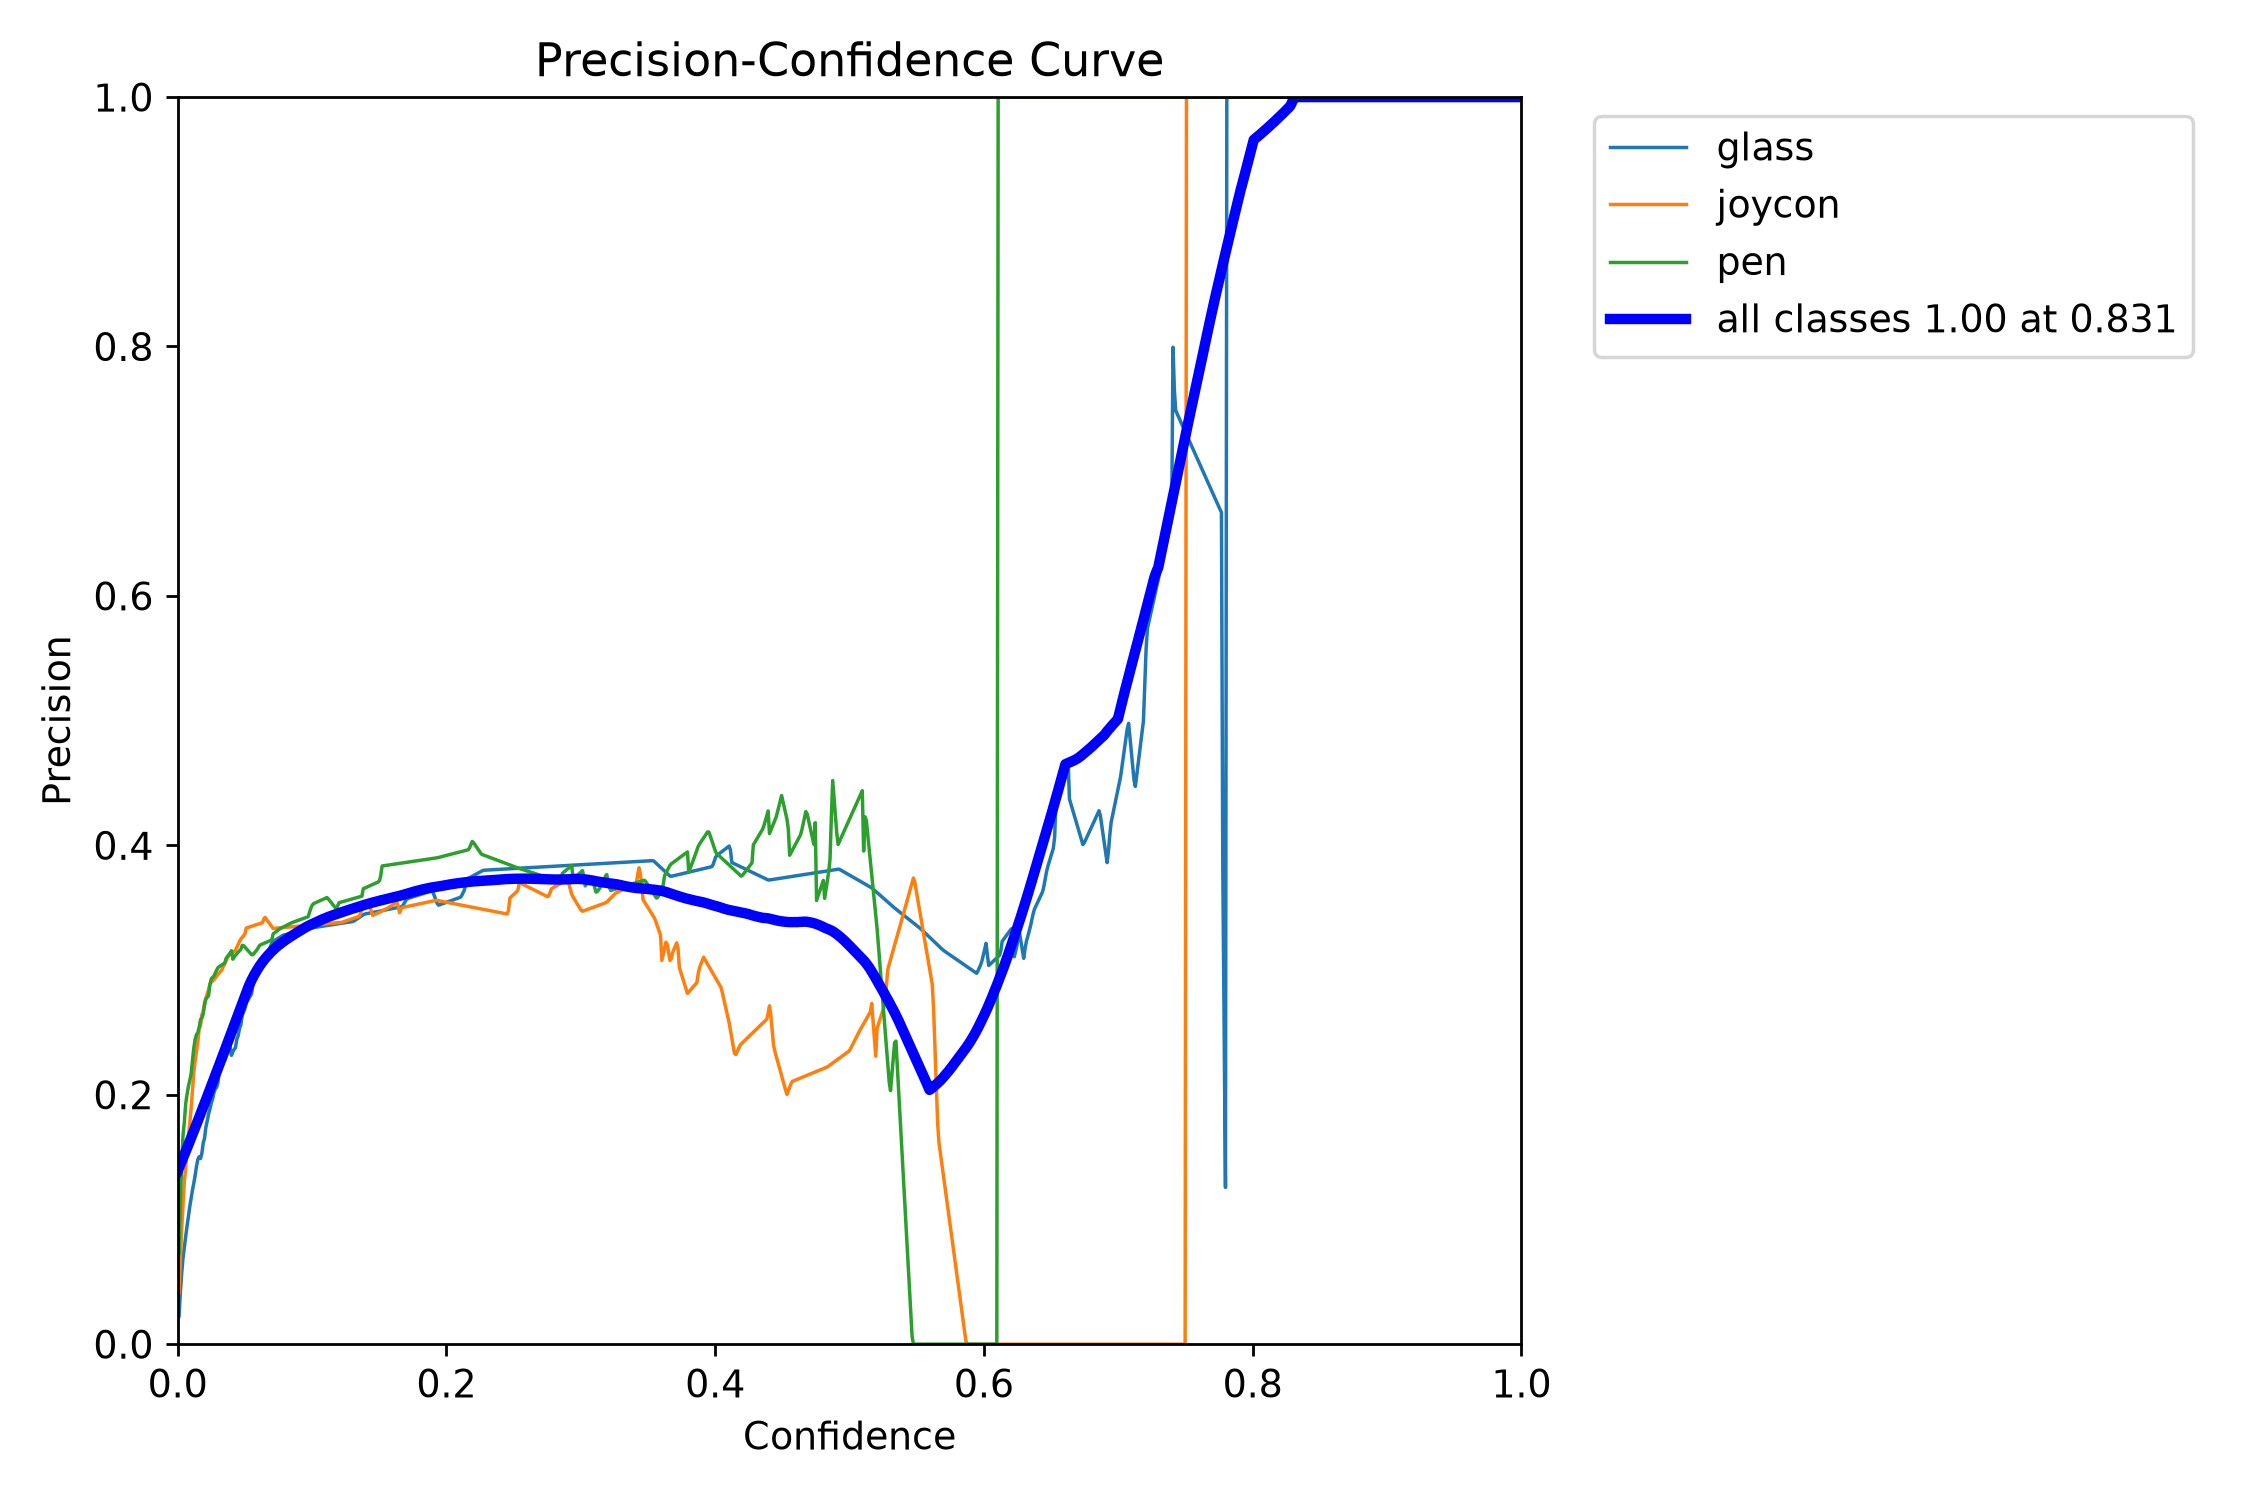 Precision-Confidence Curve
1.0
0.8
0.6
0.4
0.2
0.0
Precision
0.0 0.2 0.4 0.6 0.8 1.0
Confidence
glass
joycon
pen
all classes 1.00 at 0.831